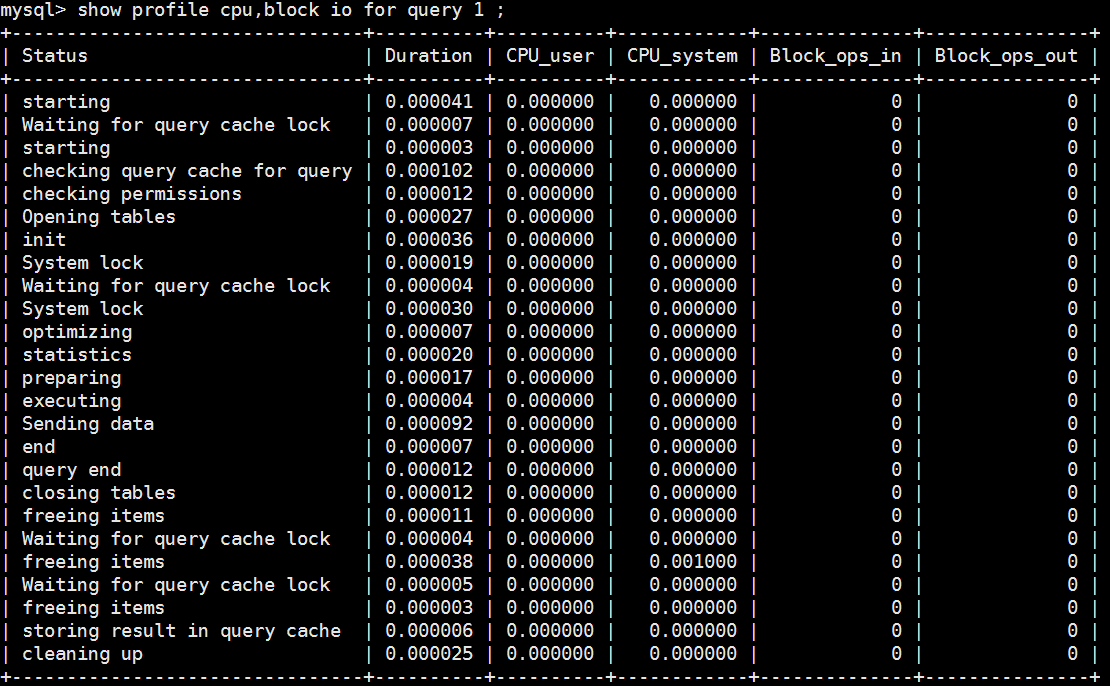 mysql> show profile cpu,block io for query 1 ;
+--------------------------------+----------+----------+------------+--------------+---------------+
| Status                         | Duration | CPU_user | CPU_system | Block_ops_in | Block_ops_out |
+--------------------------------+----------+----------+------------+--------------+---------------+
| starting                       | 0.000041 | 0.000000 |   0.000000 |            0 |             0 |
| Waiting for query cache lock   | 0.000007 | 0.000000 |   0.000000 |            0 |             0 |
| starting                       | 0.000003 | 0.000000 |   0.000000 |            0 |             0 |
| checking query cache for query | 0.000102 | 0.000000 |   0.000000 |            0 |             0 |
| checking permissions           | 0.000012 | 0.000000 |   0.000000 |            0 |             0 |
| Opening tables                 | 0.000027 | 0.000000 |   0.000000 |            0 |             0 |
| init                           | 0.000036 | 0.000000 |   0.000000 |            0 |             0 |
| System lock                    | 0.000019 | 0.000000 |   0.000000 |            0 |             0 |
| Waiting for query cache lock   | 0.000004 | 0.000000 |   0.000000 |            0 |             0 |
| System lock                    | 0.000030 | 0.000000 |   0.000000 |            0 |             0 |
| optimizing                     | 0.000007 | 0.000000 |   0.000000 |            0 |             0 |
| statistics                     | 0.000020 | 0.000000 |   0.000000 |            0 |             0 |
| preparing                      | 0.000017 | 0.000000 |   0.000000 |            0 |             0 |
| executing                      | 0.000004 | 0.000000 |   0.000000 |            0 |             0 |
| Sending data                   | 0.000092 | 0.000000 |   0.000000 |            0 |             0 |
| end                            | 0.000007 | 0.000000 |   0.000000 |            0 |             0 |
| query end                      | 0.000012 | 0.000000 |   0.000000 |            0 |             0 |
| closing tables                 | 0.000012 | 0.000000 |   0.000000 |            0 |             0 |
| freeing items                  | 0.000011 | 0.000000 |   0.000000 |            0 |             0 |
| Waiting for query cache lock   | 0.000004 | 0.000000 |   0.000000 |            0 |             0 |
| freeing items                  | 0.000038 | 0.000000 |   0.001000 |            0 |             0 |
| Waiting for query cache lock   | 0.000005 | 0.000000 |   0.000000 |            0 |             0 |
| freeing items                  | 0.000003 | 0.000000 |   0.000000 |            0 |             0 |
| storing result in query cache  | 0.000006 | 0.000000 |   0.000000 |            0 |             0 |
| cleaning up                    | 0.000025 | 0.000000 |   0.000000 |            0 |             0 |
+--------------------------------+----------+----------+------------+--------------+---------------+